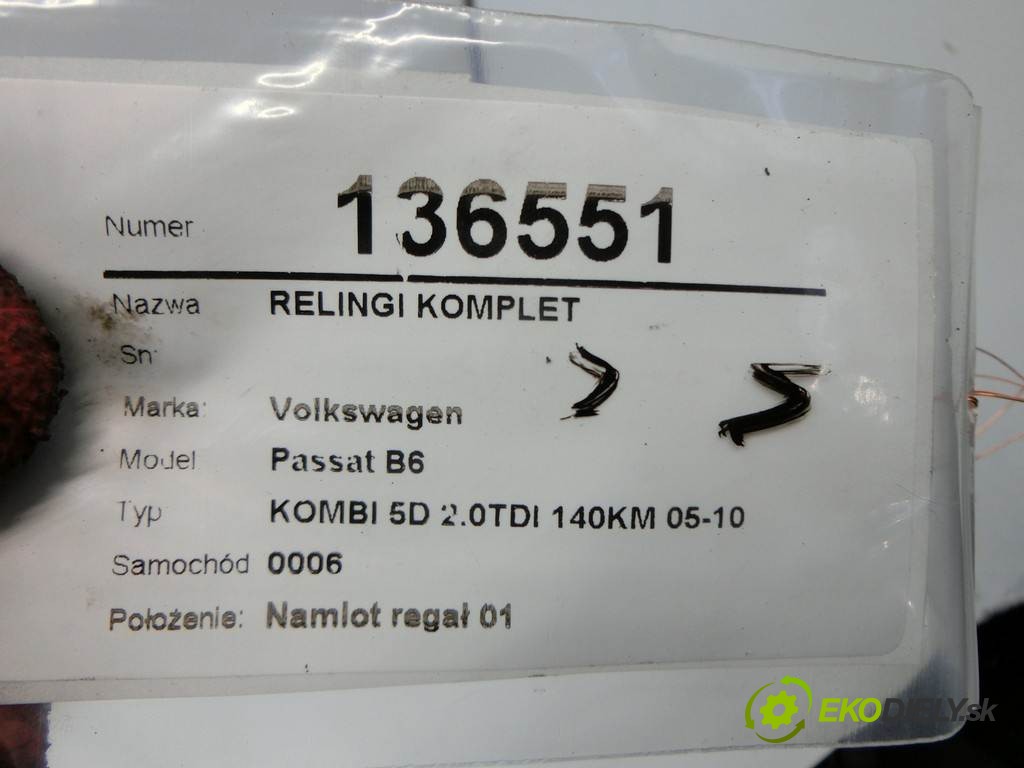 Numer 136551
Nazwa RELINGI KOMPLET
Sn:
Marka: Volkswagen
Model Passat B6
Typ KOMBI 5D 2.0TDI 140KM 05-10
Samochód 0006
Położenie: Namiot regał 01
EKODIELY.sk